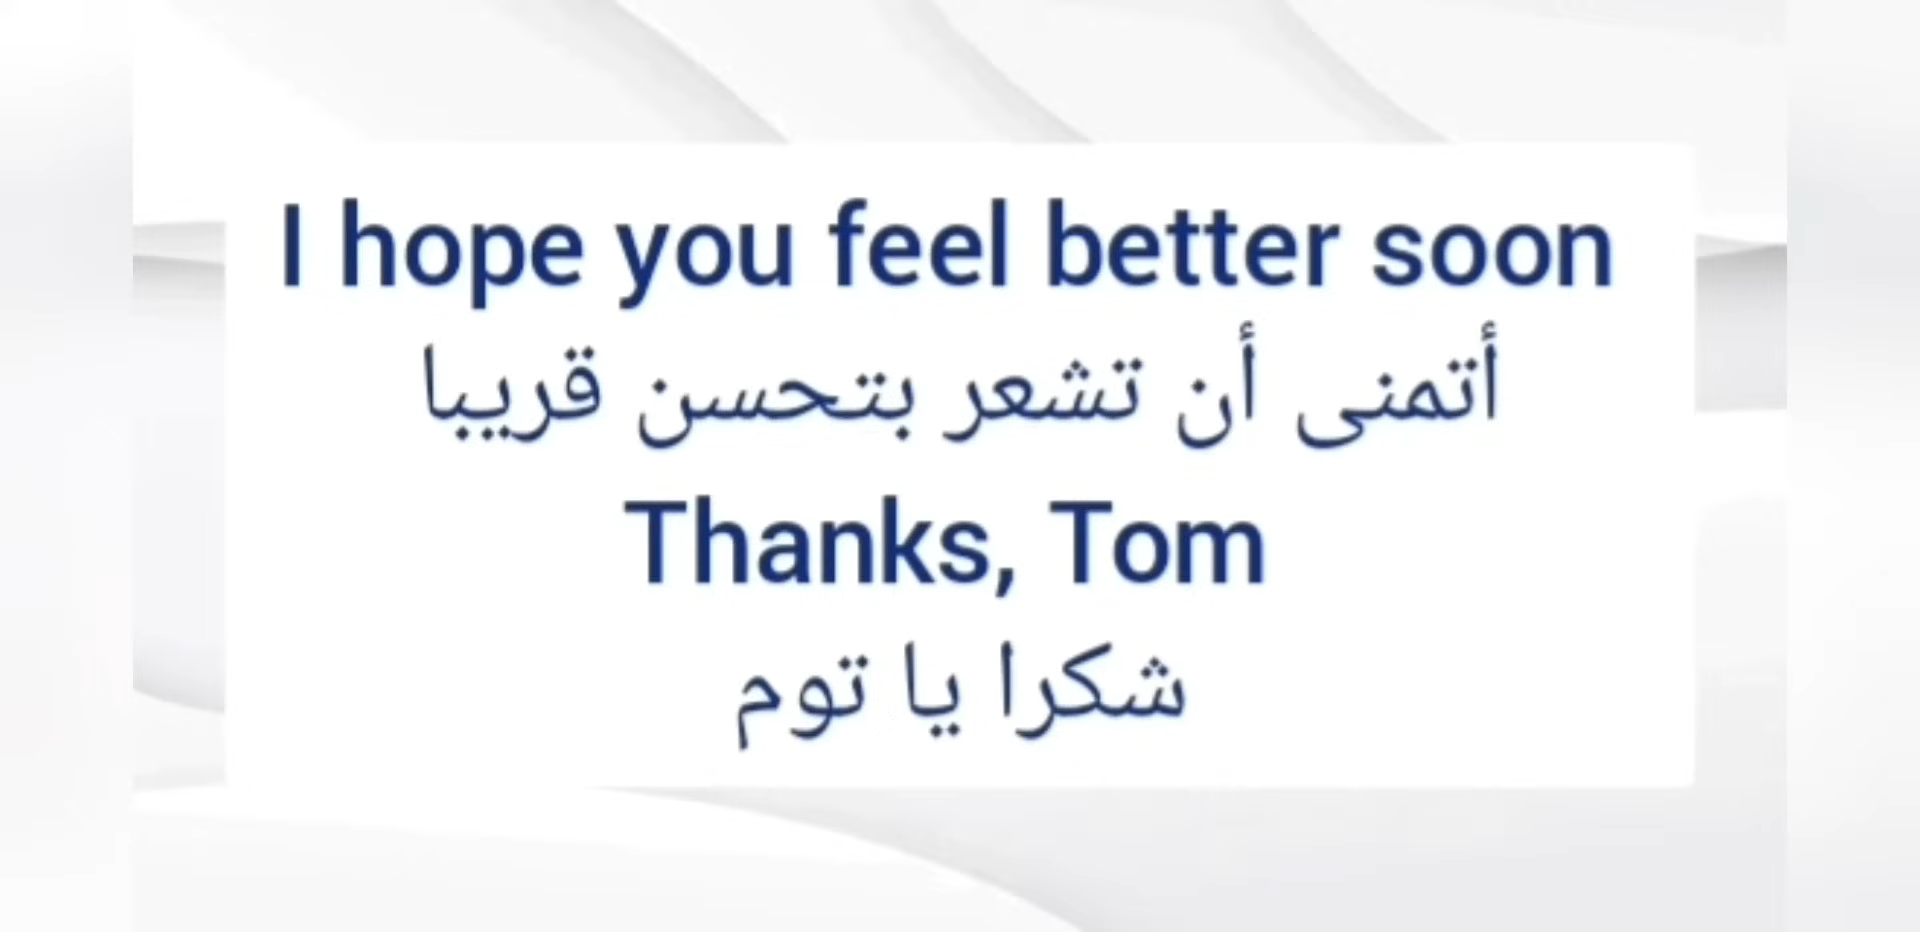 I hope you feel better soon
أتمنى أن تشعر بتحسن قريبا
Thanks, Tom
شكرا يا توم